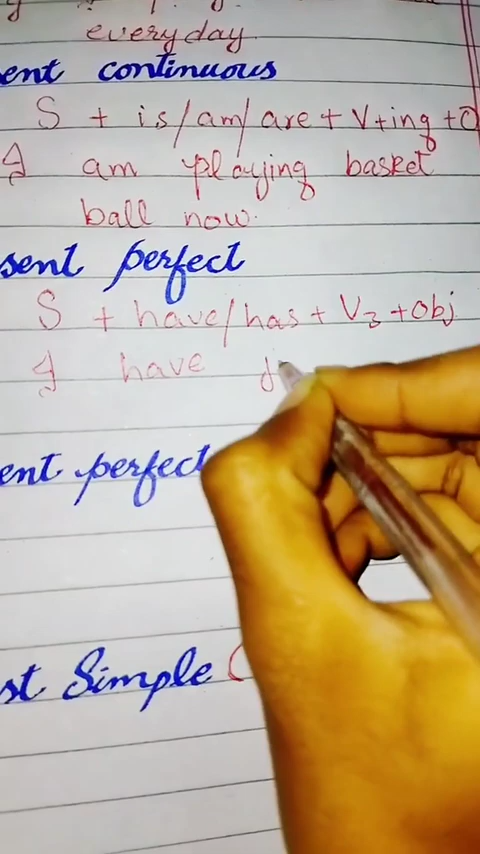 everyday.
ent continuous
S + is/am/are + V+ing +O
I am playing basket
ball now.
sent perfect
S + have/has + V3 + obj
I have
ent perfect
st Simple (